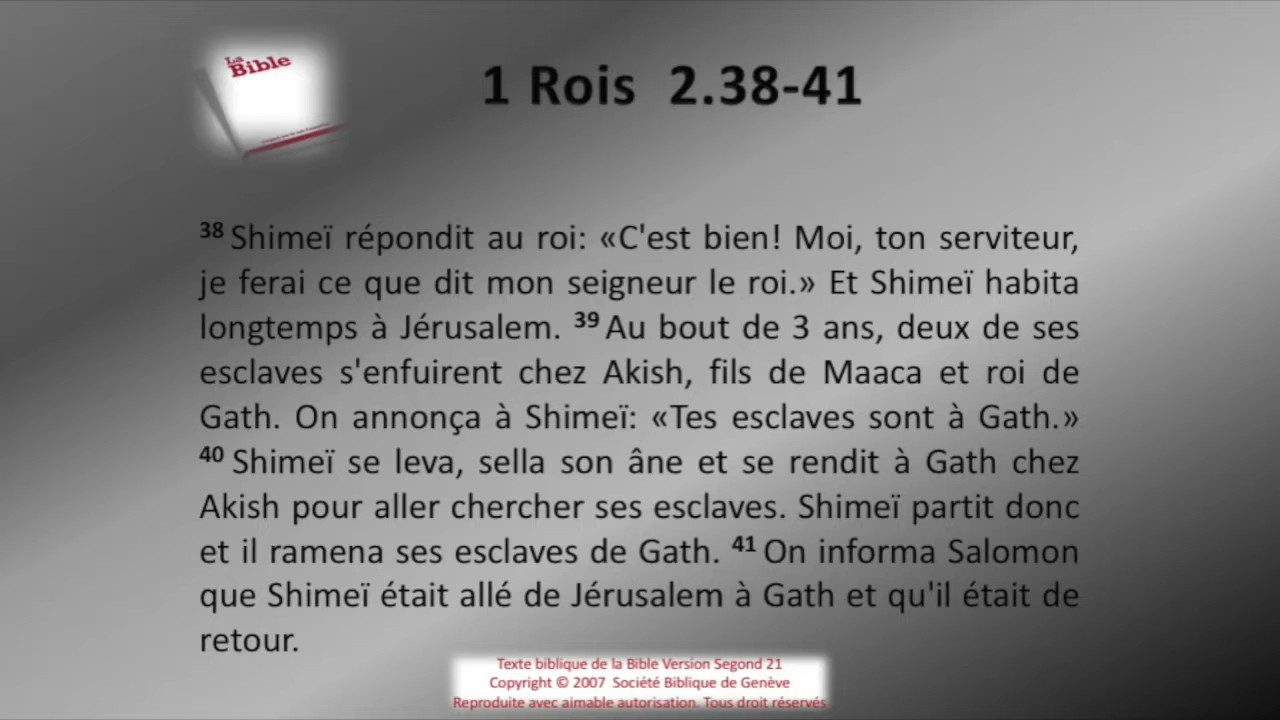 La
Bible
1 Rois 2.38-41
38 Shimeï répondit au roi: «C'est bien! Moi, ton serviteur,
je ferai ce que dit mon seigneur le roi.» Et Shimeï habita
longtemps à Jérusalem. 39 Au bout de 3 ans, deux de ses
esclaves s'enfuirent chez Akish, fils de Maaca et roi de
Gath. On annonça à Shimeï: «Tes esclaves sont à Gath.»
40 Shimeï se leva, sella son âne et se rendit à Gath chez
Akish pour aller chercher ses esclaves. Shimeï partit donc
et il ramena ses esclaves de Gath. 41 On informa Salomon
que Shimeï était allé de Jérusalem à Gath et qu'il était de
retour.
Texte biblique de la Bible Version Segond 21
Copyright © 2007 Société Biblique de Genève
Reproduite avec aimable autorisation. Tous droit réservés